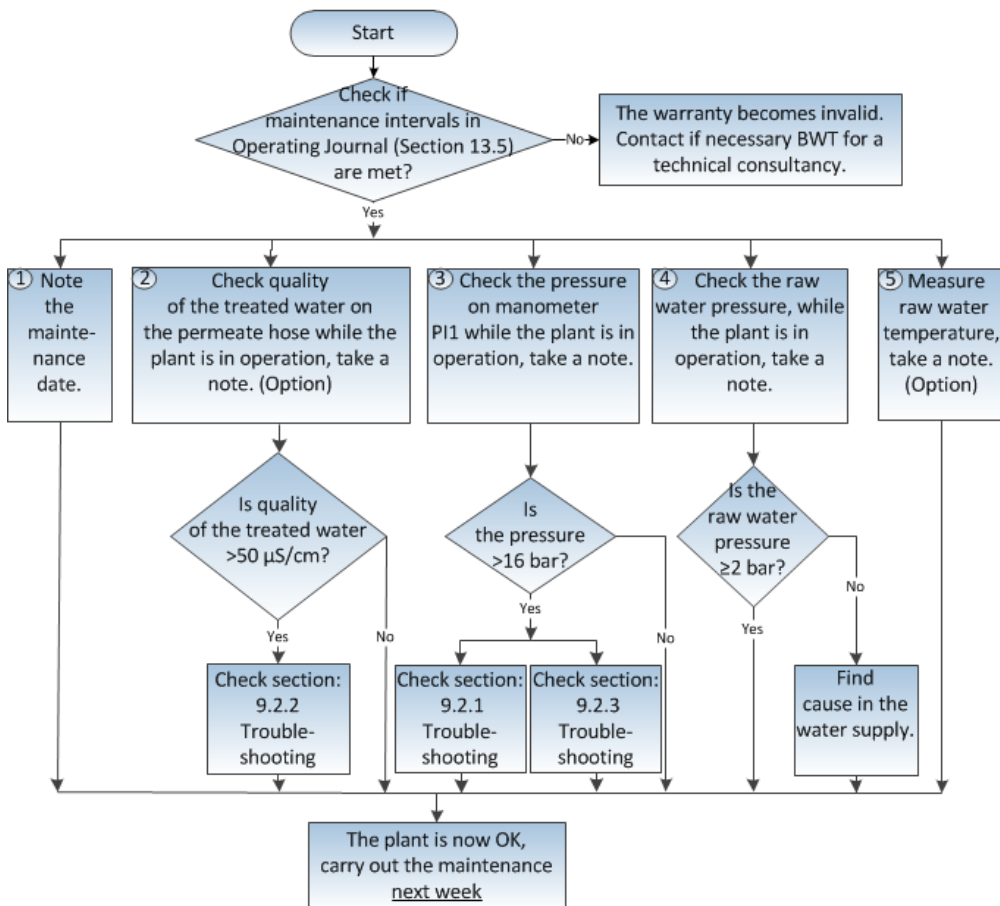 Start
Check if
maintenance intervals in
Operating Journal (Section 13.5)
are met?
No
The warranty becomes invalid.
Contact if necessary BWT for a
technical consultancy.
Yes
1 Note
the
mainte-
nance
date.
2 Check quality
of the treated water on
the permeate hose while the
plant is in operation, take a
note. (Option)
3 Check the pressure
on manometer
PI1 while the plant is in
operation, take a note.
4 Check the raw
water pressure, while
the plant is in
operation, take a
note.
5 Measure
raw water
temperature,
take a note.
(Option)
Is quality
of the treated water
>50 µS/cm?
Is
the pressure
>16 bar?
Is the
raw water
pressure
≥2 bar?
Yes
No
Yes
No
Yes
No
Check section:
9.2.2
Trouble-
shooting
Check section:
9.2.1
Trouble-
shooting
Check section:
9.2.3
Trouble-
shooting
Find
cause in the
water supply.
The plant is now OK,
carry out the maintenance
next week